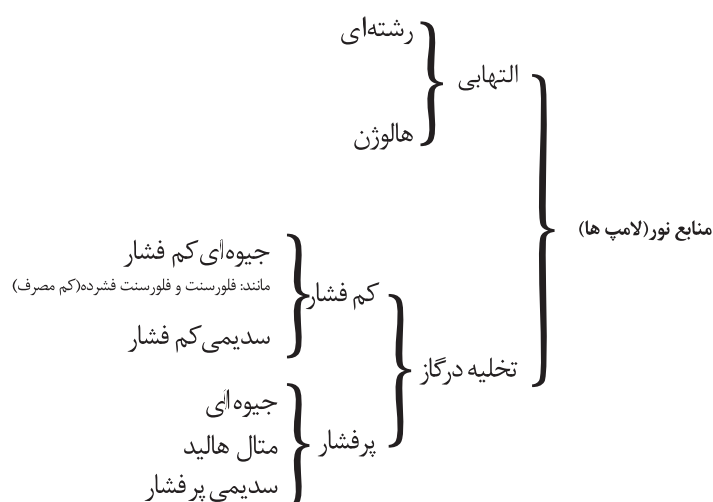 منابع نور(لامپ ها)
التهابی
رشته‌ای
هالوژن
تخلیه درگاز
کم فشار
جیوه‌ای کم فشار
مانند: فلورسنت و فلورسنت فشرده(کم مصرف)
سدیمی کم فشار
پرفشار
جیوه ای
متال هالید
سدیمی پرفشار